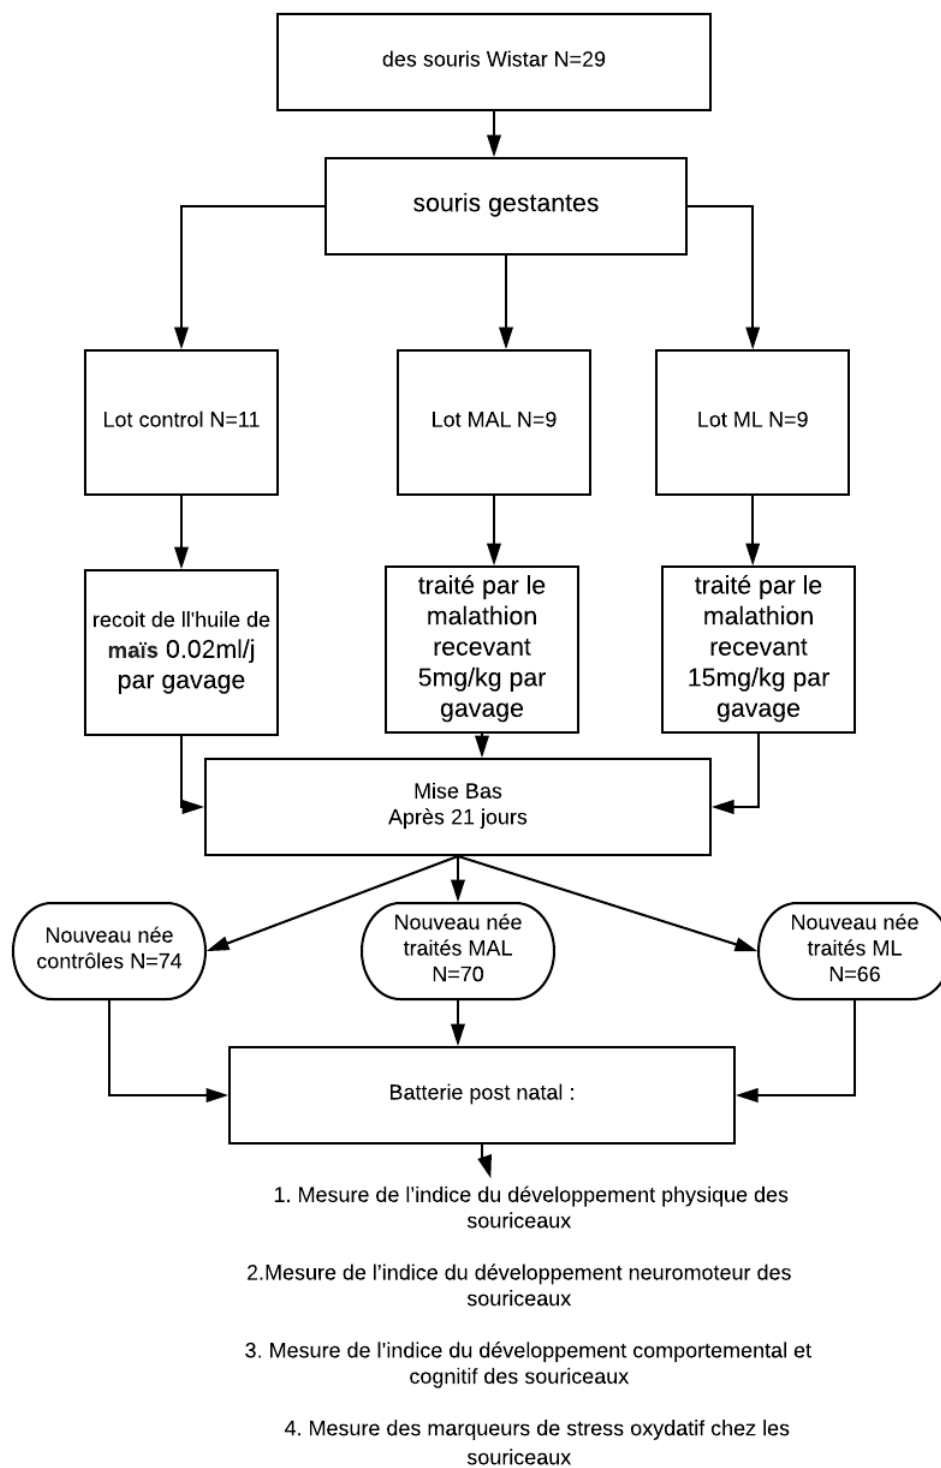 des souris Wistar N=29
souris gestantes
Lot control N=11
Lot MAL N=9
Lot ML N=9
recoit de ll'huile de
maïs 0.02ml/j
par gavage
traité par le
malathion
recevant
5mg/kg par
gavage
traité par le
malathion
recevant
15mg/kg par
gavage
Mise Bas
Après 21 jours
Nouveau née
contrôles N=74
Nouveau née
traités MAL
N=70
Nouveau née
traités ML
N=66
Batterie post natal :
1. Mesure de l'indice du développement physique des
souriceaux
2.Mesure de l'indice du développement neuromoteur des
souriceaux
3. Mesure de l'indice du développement comportemental et
cognitif des souriceaux
4. Mesure des marqueurs de stress oxydatif chez les
souriceaux